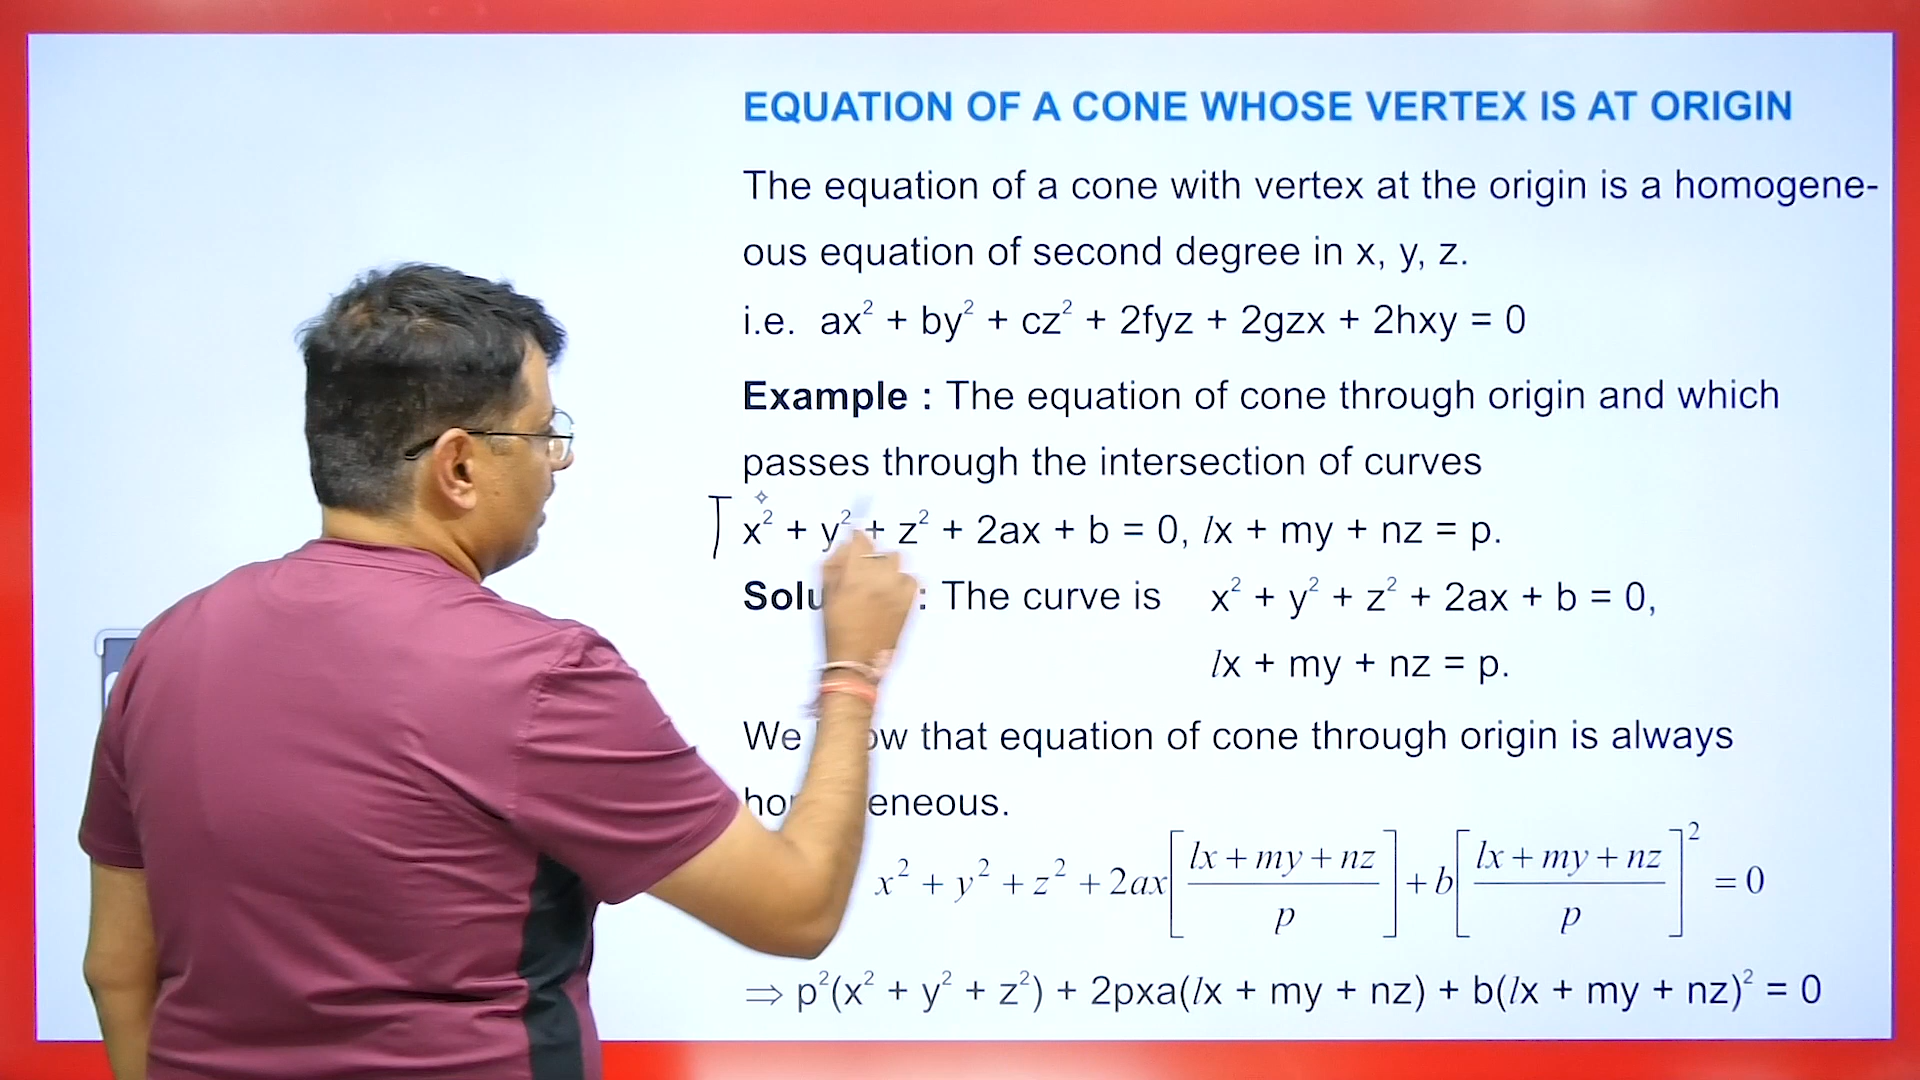 EQUATION OF A CONE WHOSE VERTEX IS AT ORIGIN
The equation of a cone with vertex at the origin is a homogene-
ous equation of second degree in x, y, z.
i.e. ax² + by² + cz² + 2fyz + 2gzx + 2hxy = 0
Example : The equation of cone through origin and which
passes through the intersection of curves
x² + y² + z² + 2ax + b = 0, lx + my + nz = p.
: The curve is x² + y² + z² + 2ax + b = 0,
lx + my + nz = p.
We that equation of cone through origin is always
x² + y² + z² + 2ax[(lx + my + nz)/p] + b[(lx + my + nz)/p]² = 0
⇒ p²(x² + y² + z²) + 2pxa(lx + my + nz) + b(lx + my + nz)² = 0